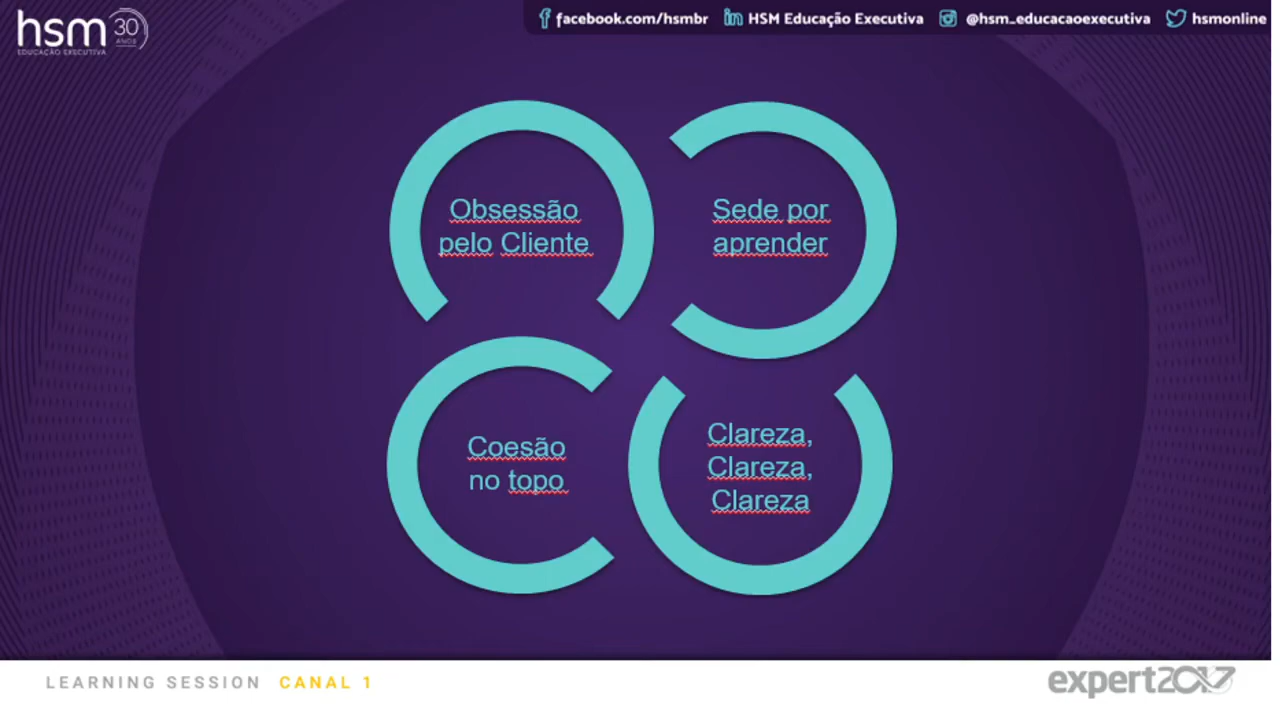 hsm 30
ANOS
EDUCAÇÃO EXECUTIVA
facebook.com/hsmbr HSM Educação Executiva @hsm_educacaoexecutiva hsmonline
Obsessão
pelo Cliente
Sede por
aprender
Coesão
no topo
Clareza,
Clareza,
Clareza
LEARNING SESSION CANAL 1
expert2017